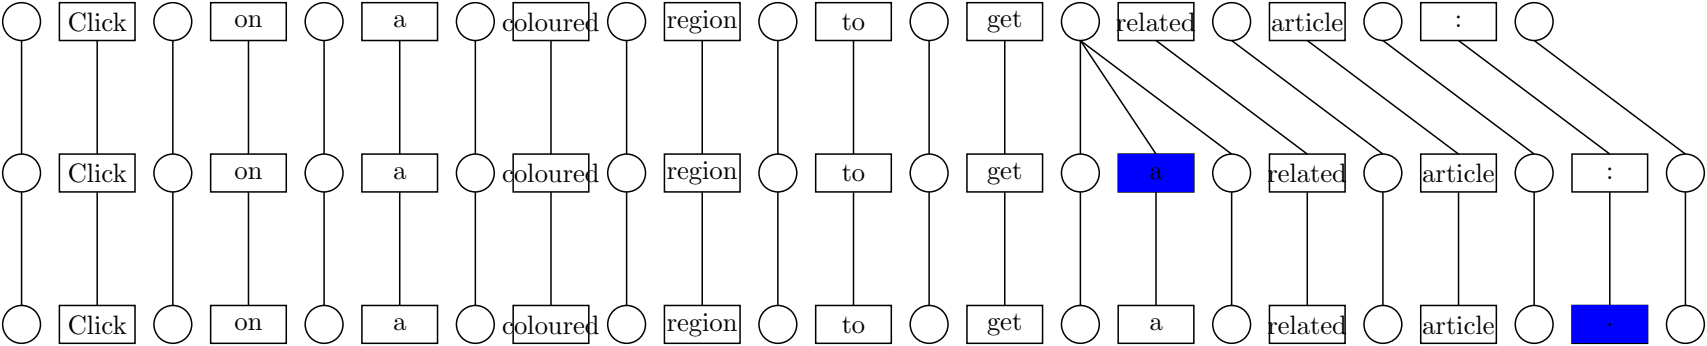 Click on a coloured region to get related article :
Click on a coloured region to get a related article :
Click on a coloured region to get a related article .